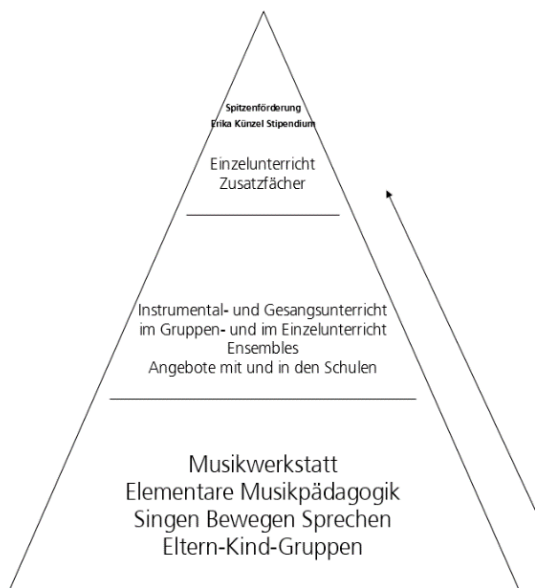 Spitzenförderung
Erika Künzel Stipendium
Einzelunterricht
Zusatzfächer
Instrumental- und Gesangsunterricht
im Gruppen- und im Einzelunterricht
Ensembles
Angebote mit und in den Schulen
Musikwerkstatt
Elementare Musikpädagogik
Singen Bewegen Sprechen
Eltern-Kind-Gruppen